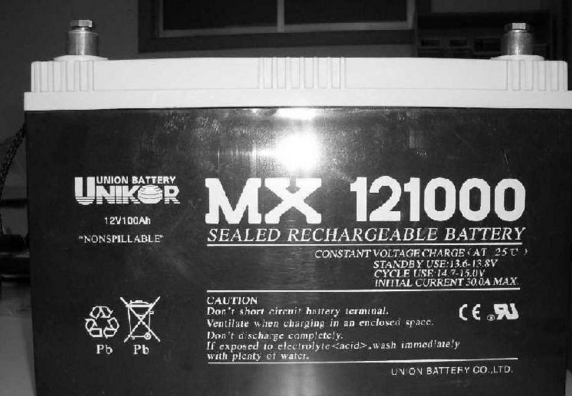 UNION BATTERY
UNIKOR
12V100Ah
"NONSPILLABLE"
MX 121000
SEALED RECHARGEABLE BATTERY
CONSTANT VOLTAGE CHARGE (AT 25℃)
STANDBY USE:13.6-13.8V
CYCLE USE:14.7-15.0V
INITIAL CURRENT 30.0A MAX
CAUTION
Don't short circuit battery terminal.
Ventilate when charging in an enclosed space.
Don't discharge completely.
If exposed to electrolyte<acid>,wash immediately
with plenty of water.
Pb Pb
CE
UNION BATTERY CO.,LTD.